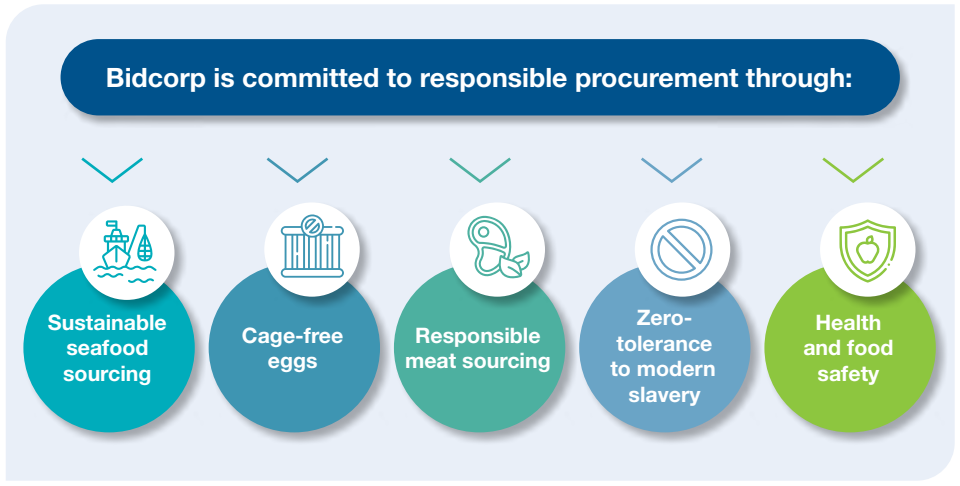 Bidcorp is committed to responsible procurement through:
Sustainable
seafood
sourcing
Cage-free
eggs
Responsible
meat sourcing
Zero-
tolerance
to modern
slavery
Health
and food
safety